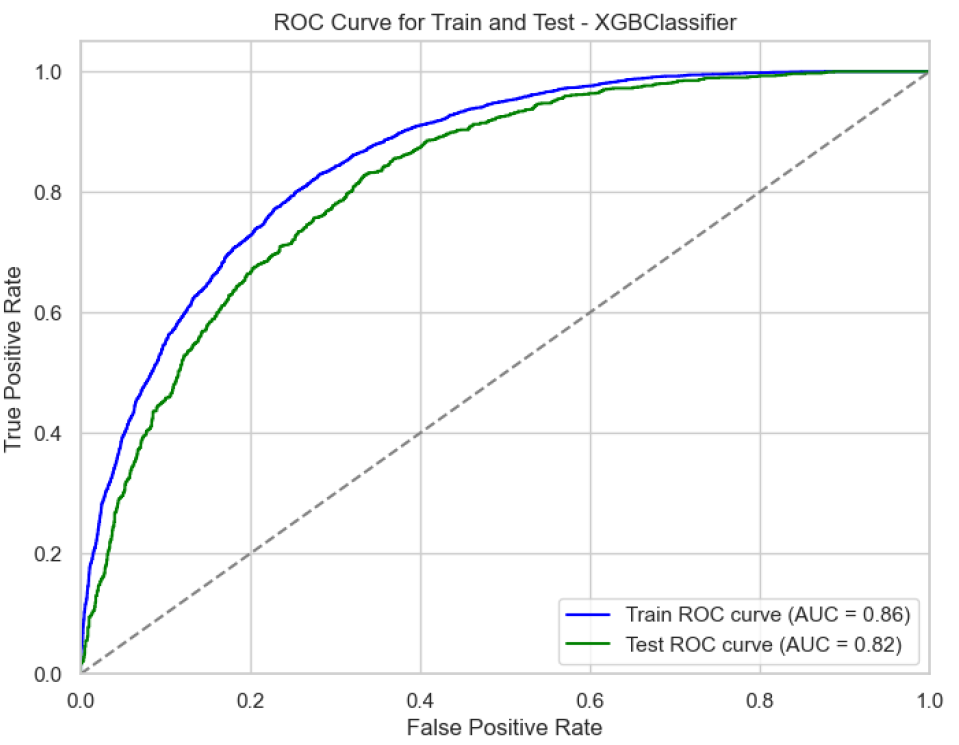 ROC Curve for Train and Test - XGBClassifier
True Positive Rate
1.0
0.8
0.6
0.4
0.2
0.0
0.0 0.2 0.4 0.6 0.8 1.0
False Positive Rate
Train ROC curve (AUC = 0.86)
Test ROC curve (AUC = 0.82)